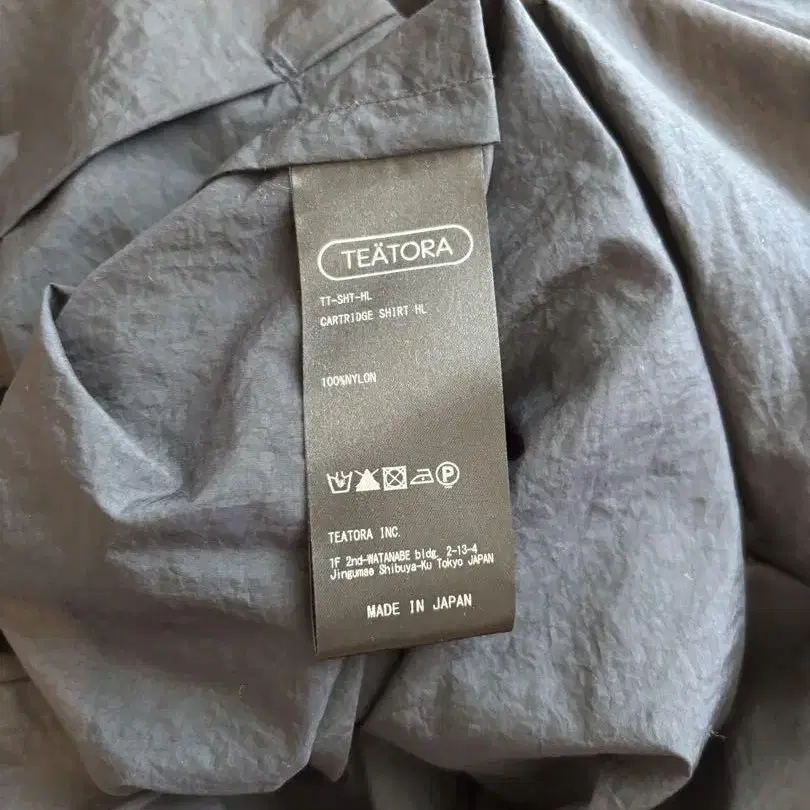 TEÄTORA
TT-SHT-HL
CARTRIDGE SHIRT HL
100%NYLON
P
TEATORA INC.
1F 2nd-WATANABE bldg. 2-13-4
Jingumae Shibuya-Ku Tokyo JAPAN
MADE IN JAPAN